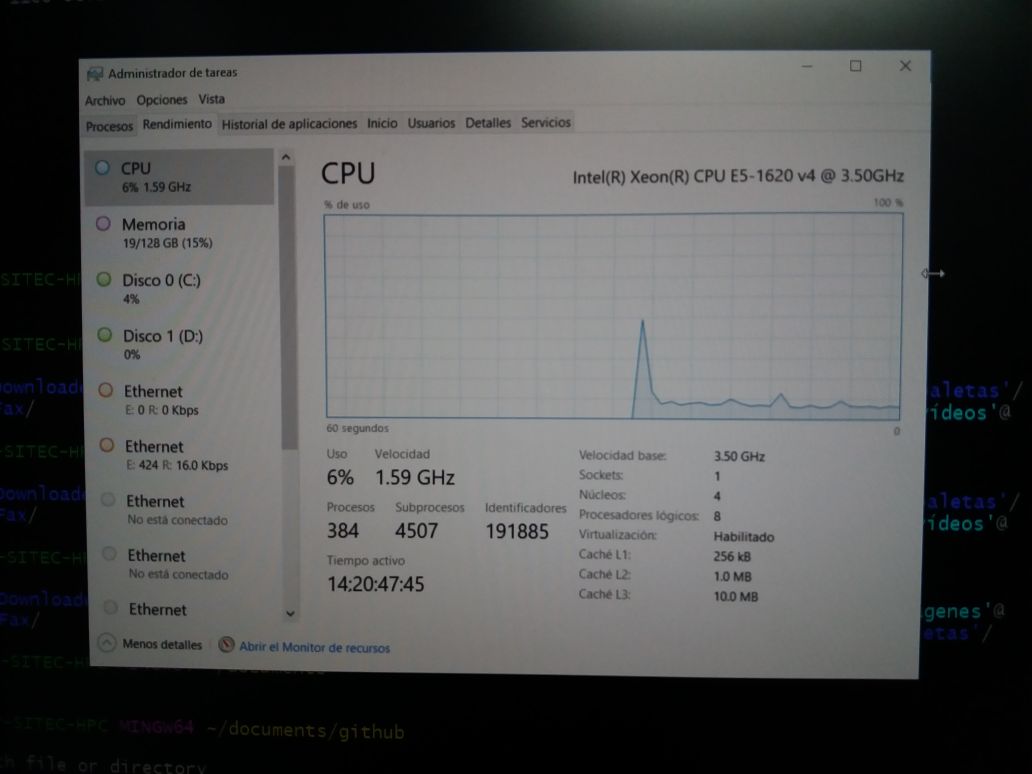 Administrador de tareas
Archivo Opciones Vista
Procesos Rendimiento Historial de aplicaciones Inicio Usuarios Detalles Servicios
CPU
6% 1.59 GHz
Memoria
19/128 GB (15%)
Disco 0 (C:)
4%
Disco 1 (D:)
0%
Ethernet
E: 0 R: 0 Kbps
Ethernet
E: 424 R: 16.0 Kbps
Ethernet
No está conectado
Ethernet
No está conectado
Ethernet
CPU
Intel(R) Xeon(R) CPU E5-1620 v4 @ 3.50GHz
% de uso
100 %
60 segundos
0
Uso Velocidad
6% 1.59 GHz
Procesos Subprocesos Identificadores
384 4507 191885
Tiempo activo
14:20:47:45
Velocidad base: 3.50 GHz
Sockets: 1
Núcleos: 4
Procesadores lógicos: 8
Virtualización: Habilitado
Caché L1: 256 kB
Caché L2: 1.0 MB
Caché L3: 10.0 MB
Menos detalles
Abrir el Monitor de recursos
-SITEC-HPC MINGW64 ~/documents/github
file or directory